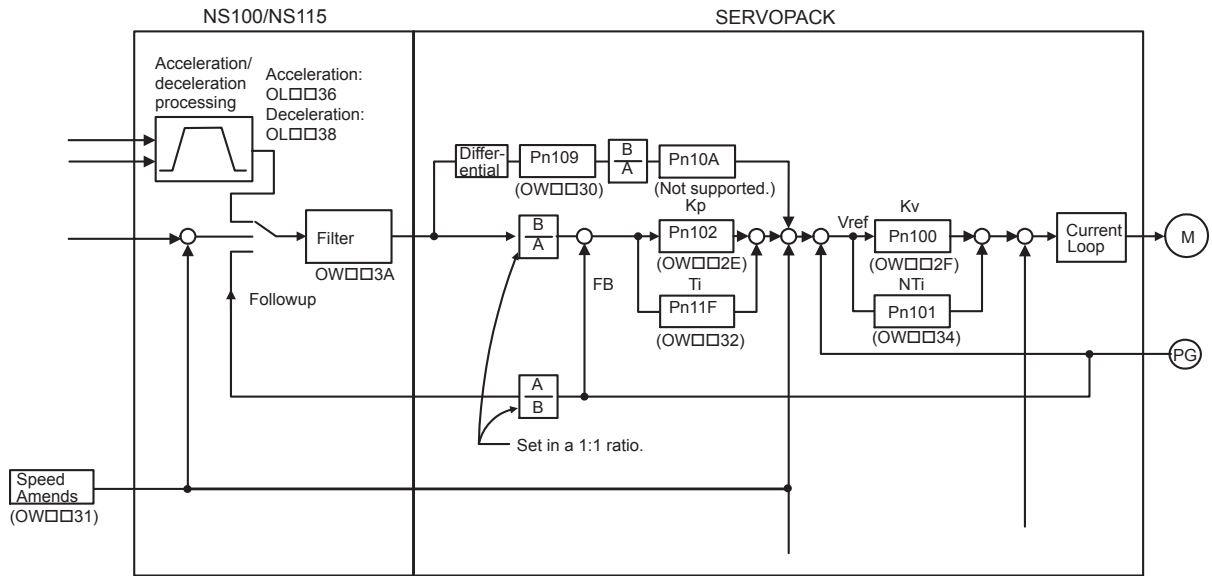 NS100/NS115
SERVOPACK
Acceleration/
deceleration
processing
Acceleration:
OL□□36
Deceleration:
OL□□38
Differ-
ential
Pn109
(OW□□30)
B
A
Pn10A
(Not supported.)
Filter
OW□□3A
B
A
Kp
Pn102
(OW□□2E)
Ti
Pn11F
(OW□□32)
Vref
Kv
Pn100
(OW□□2F)
NTi
Pn101
(OW□□34)
Current
Loop
M
Followup
FB
PG
A
B
Set in a 1:1 ratio.
Speed
Amends
(OW□□31)